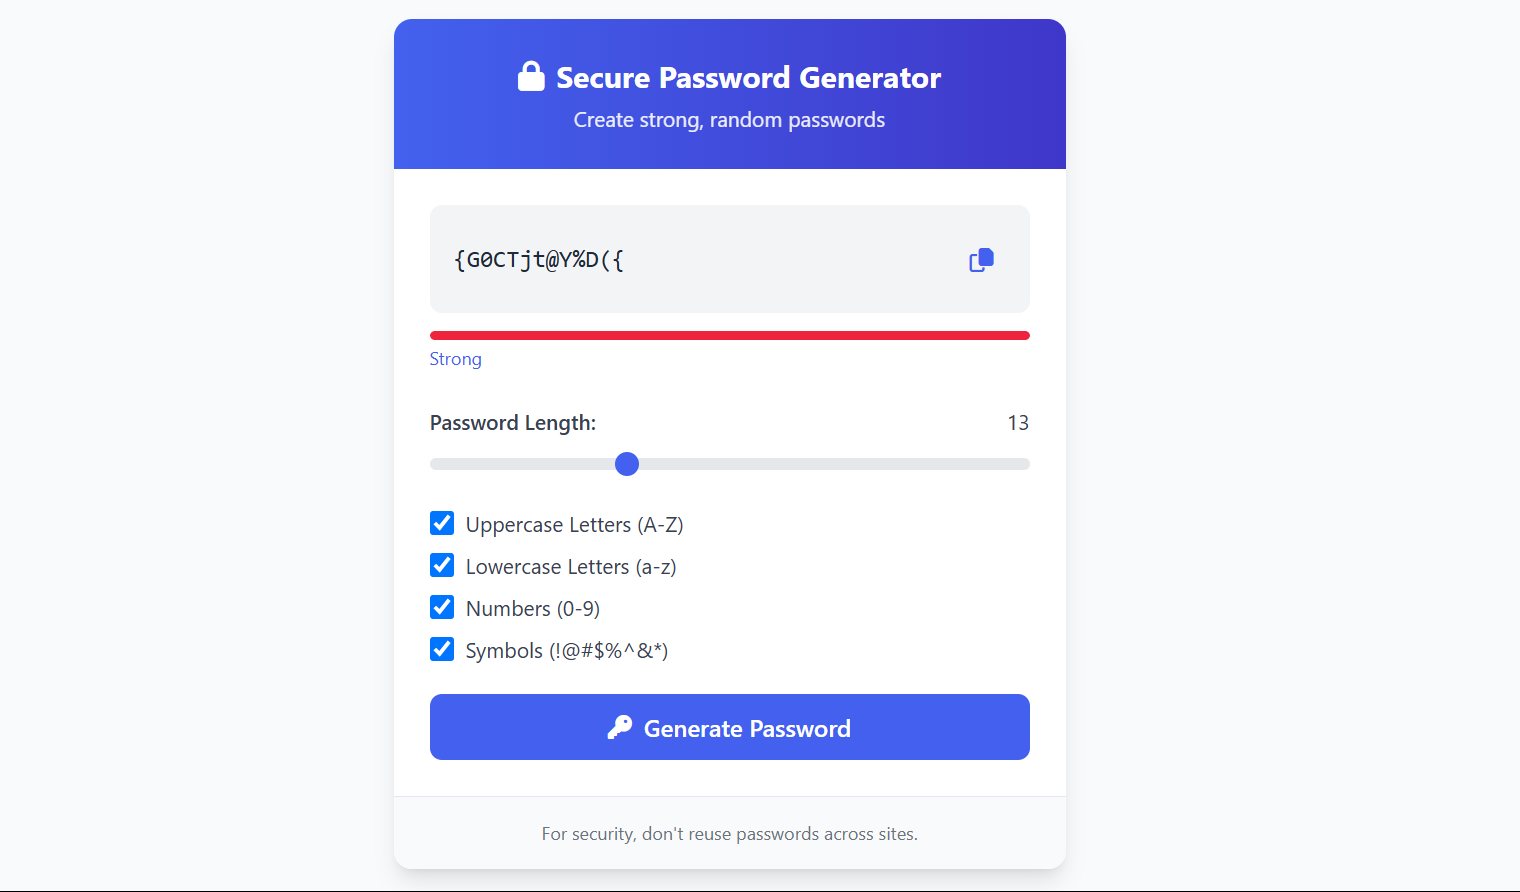 Secure Password Generator
Create strong, random passwords
{G0CTjt@Y%D({
Strong
Password Length: 13
Uppercase Letters (A-Z)
Lowercase Letters (a-z)
Numbers (0-9)
Symbols (!@#$%^&*)
Generate Password
For security, don't reuse passwords across sites.